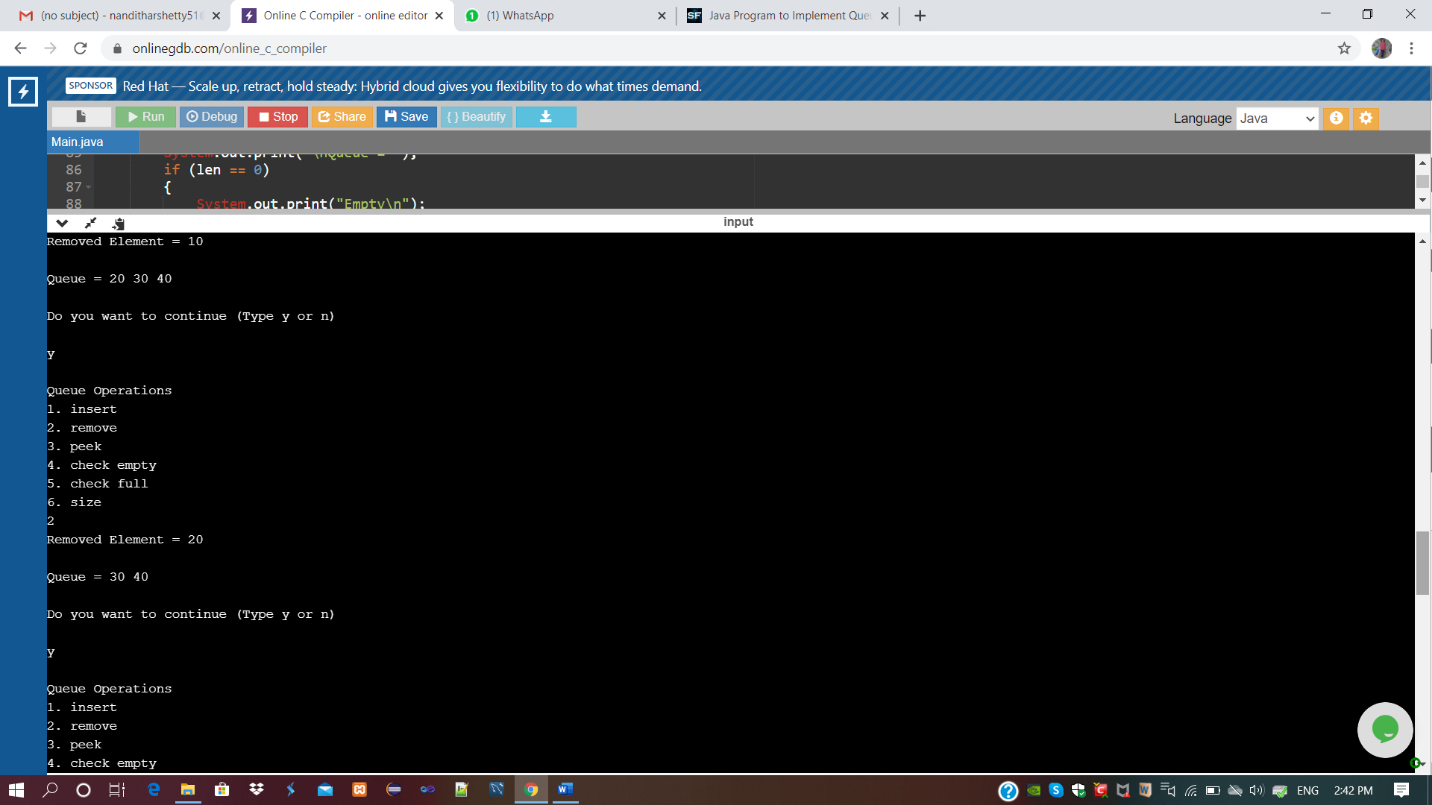 (no subject) - nanditharshetty518
Online C Compiler - online editor
(1) WhatsApp
Java Program to Implement Que
onlinegdb.com/online_c_compiler
SPONSOR Red Hat — Scale up, retract, hold steady: Hybrid cloud gives you flexibility to do what times demand.
Run Debug Stop Share Save { } Beautify
Language Java
Main.java
85 System.out.print("\nQueue = ");
86 if (len == 0)
87 {
88 System.out.print("Empty\n");
input
Removed Element = 10
Queue = 20 30 40
Do you want to continue (Type y or n)
y
Queue Operations
1. insert
2. remove
3. peek
4. check empty
5. check full
6. size
2
Removed Element = 20
Queue = 30 40
Do you want to continue (Type y or n)
y
Queue Operations
1. insert
2. remove
3. peek
4. check empty
ENG 2:42 PM